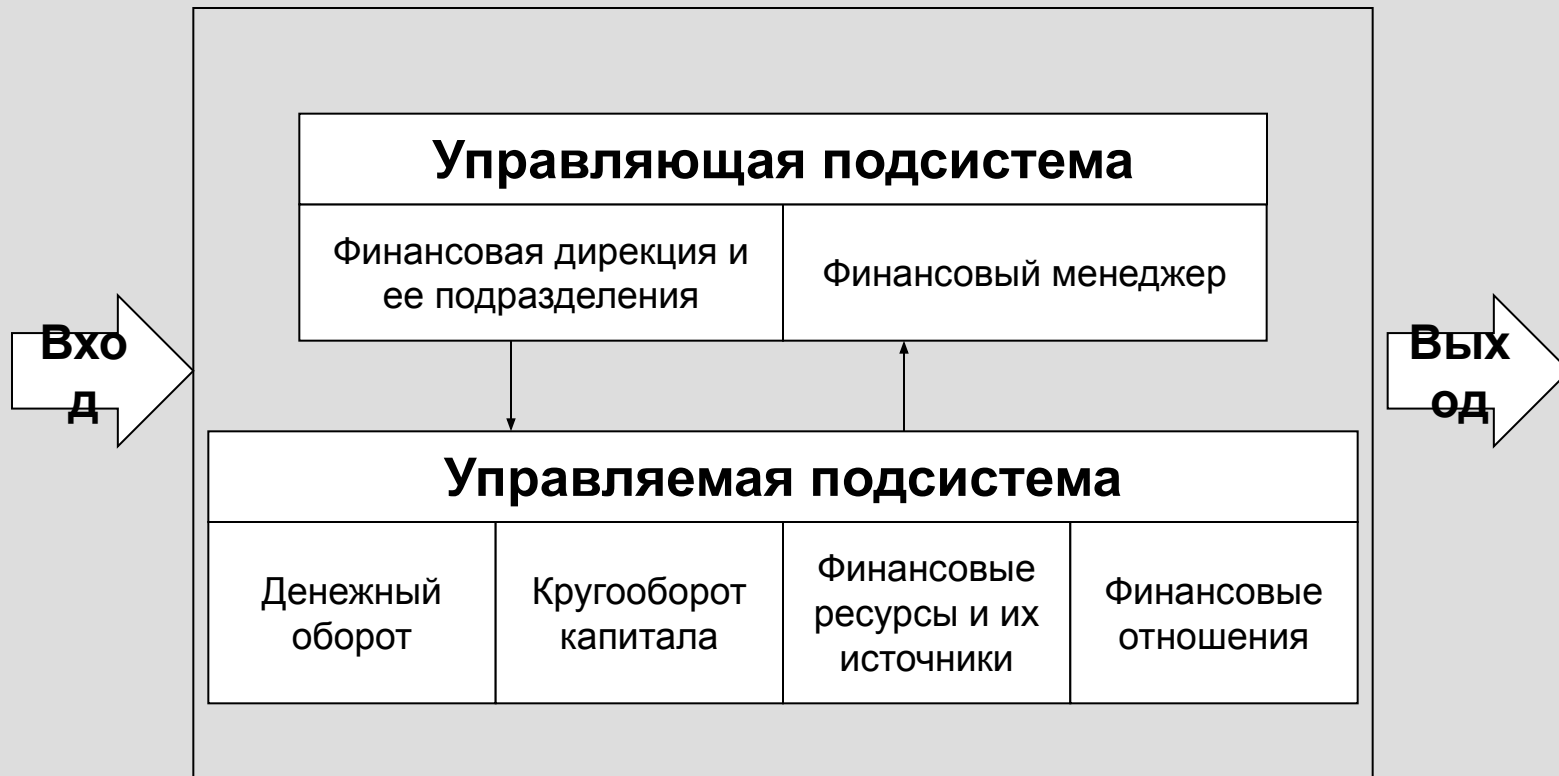 Управляющая подсистема
Финансовая дирекция и
ее подразделения
Финансовый менеджер
Вхо
д
Вых
од
Управляемая подсистема
Денежный
оборот
Кругооборот
капитала
Финансовые
ресурсы и их
источники
Финансовые
отношения